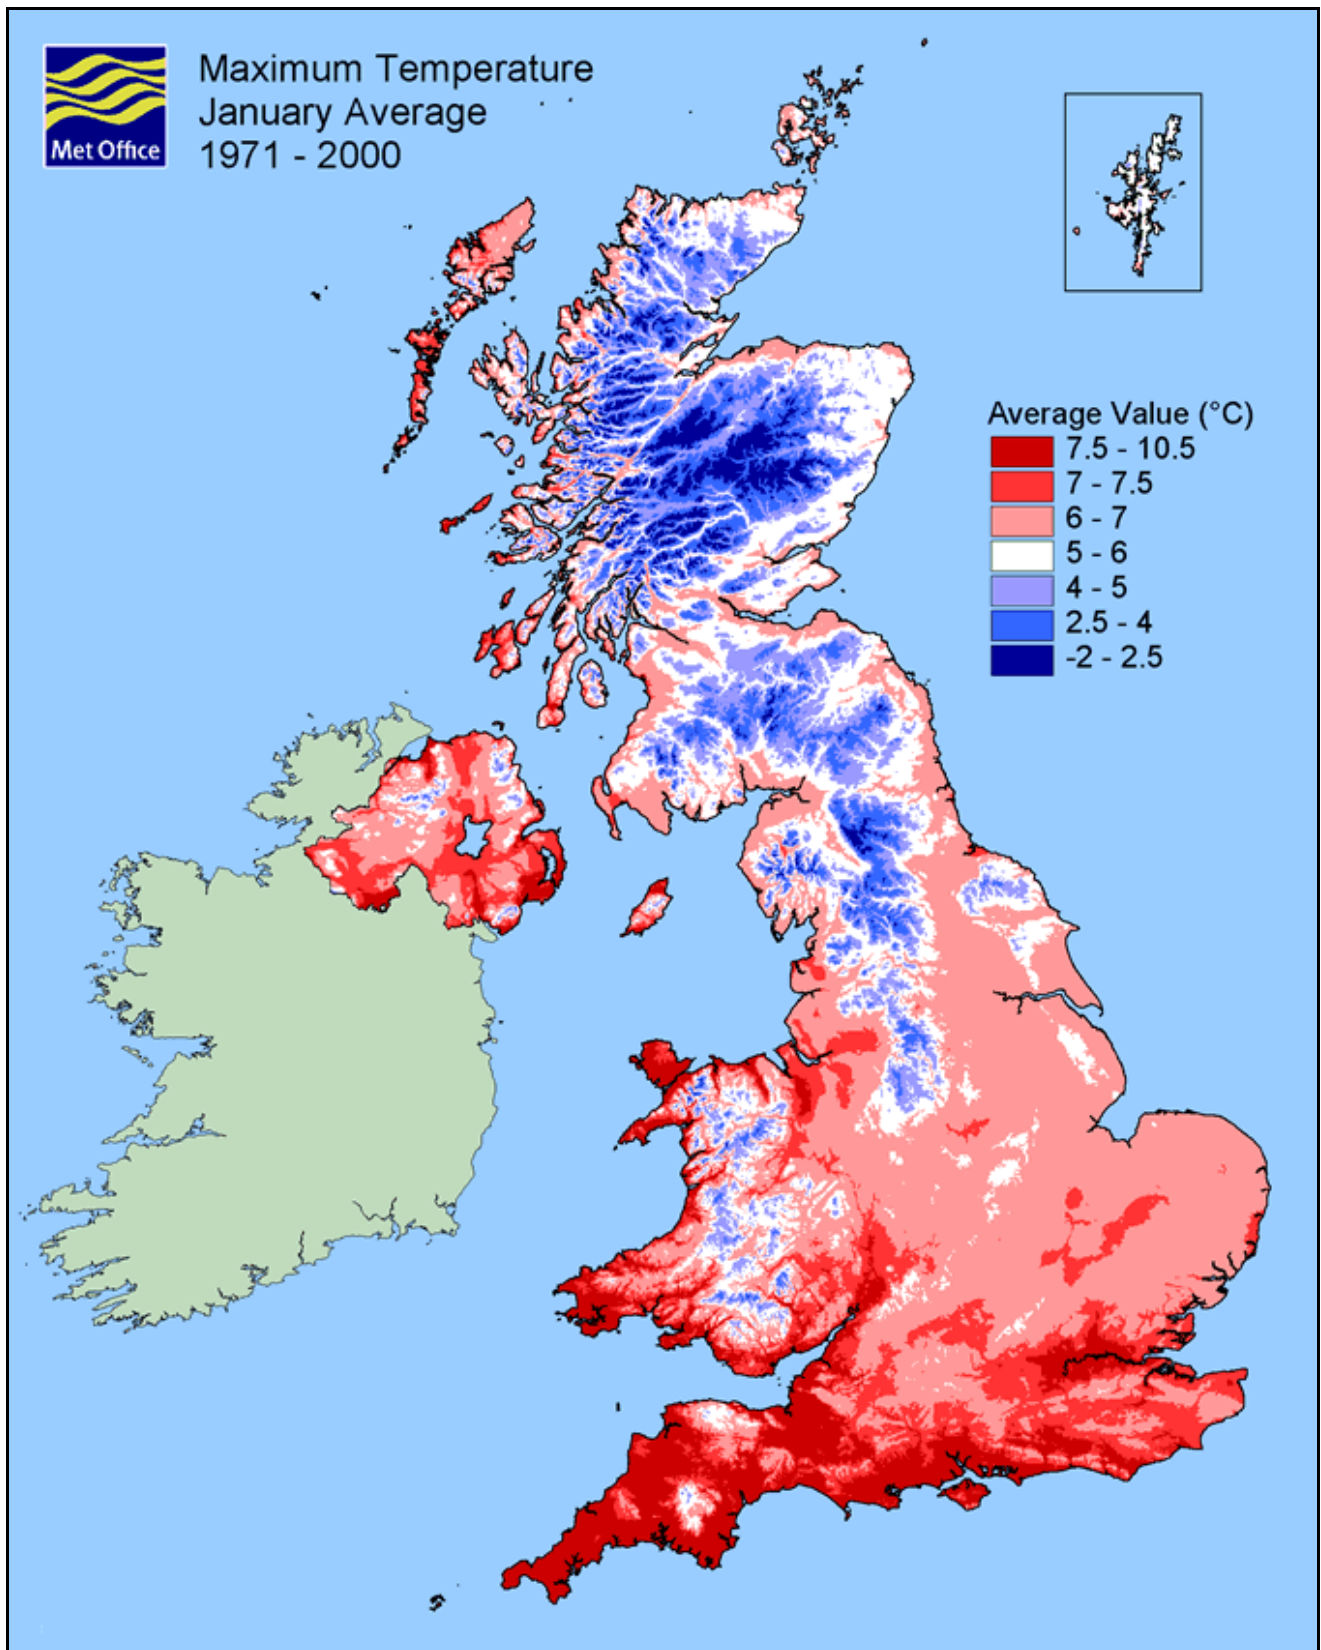 Met Office
Maximum Temperature
January Average
1971 - 2000
Average Value (°C)
7.5 - 10.5
7 - 7.5
6 - 7
5 - 6
4 - 5
2.5 - 4
-2 - 2.5